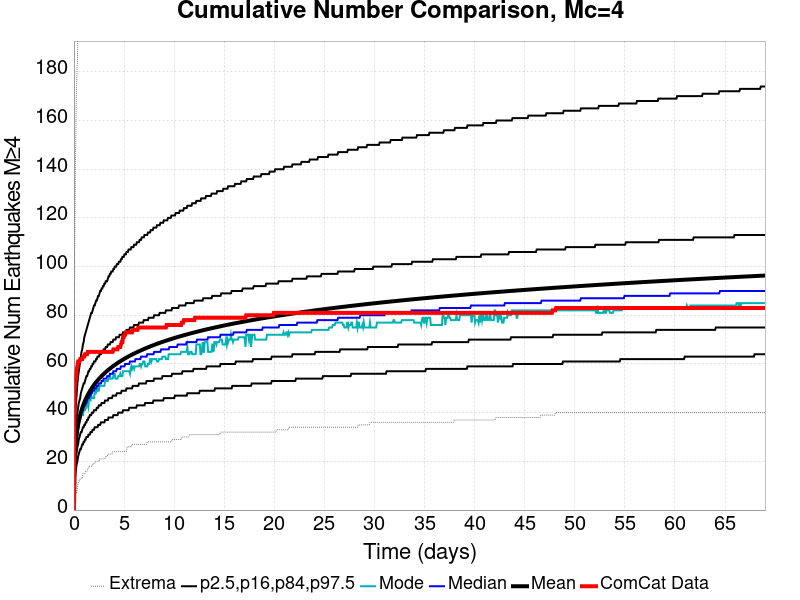 Cumulative Number Comparison, Mc=4
Cumulative Num Earthquakes M≥4
180
160
140
120
100
80
60
40
20
0
0 5 10 15 20 25 30 35 40 45 50 55 60 65
Time (days)
Extrema p2.5,p16,p84,p97.5 Mode Median Mean ComCat Data